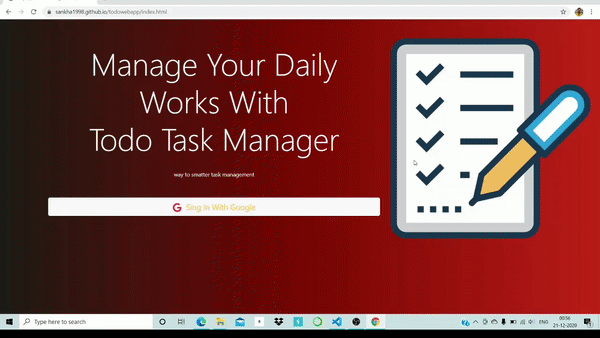 sankha1998.github.io/todowebapp/index.html
Manage Your Daily
Works With
Todo Task Manager
way to smatter task management
Sing In With Google
Type here to search
ENG
00:56
21-12-2020